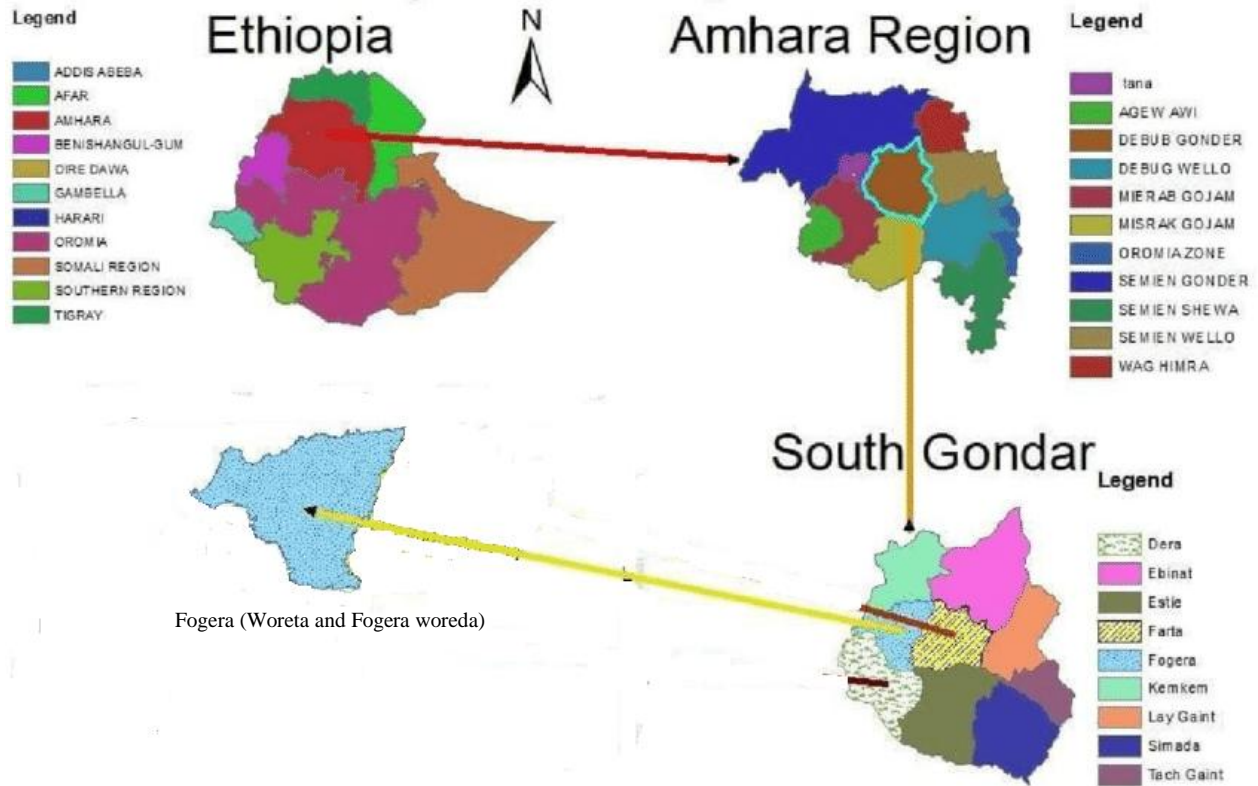 Legend
Ethiopia
N
Amhara Region
Legend
ADDIS ABEBA
AFAR
AMHARA
BENISHANGUL-GUM
DIRE DAWA
GAMBELLA
HARARI
OROMIA
SOMALI REGION
SOUTHERN REGION
TIGRAY
tana
AGEW AWI
DEBUB GONDER
DEBUG WELLO
MIERAB GOJAM
MISRAK GOJAM
OROMIA ZONE
SEMIEN GONDER
SEMIEN SHEWA
SEMIEN WELLO
WAG HIMRA
South Gondar
Legend
Dera
Ebinat
Estie
Farta
Fogera
Kemkem
Lay Gaint
Simada
Tach Gaint
Fogera (Woreta and Fogera woreda)